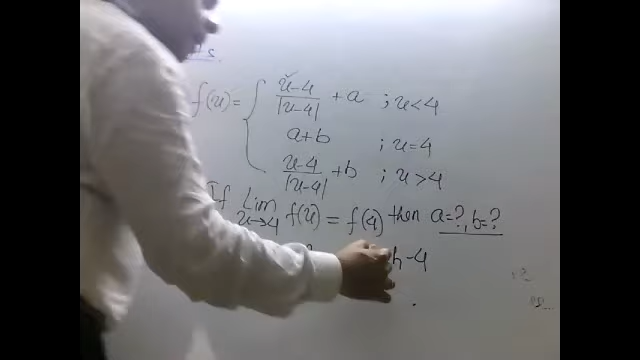 f(u) = { u-4 / |u-4| + a ; u<4
a+b ; u=4
u-4 / |u-4| + b ; u>4
If Lim u→4 f(u) = f(4) then a=?, b=?
h-4